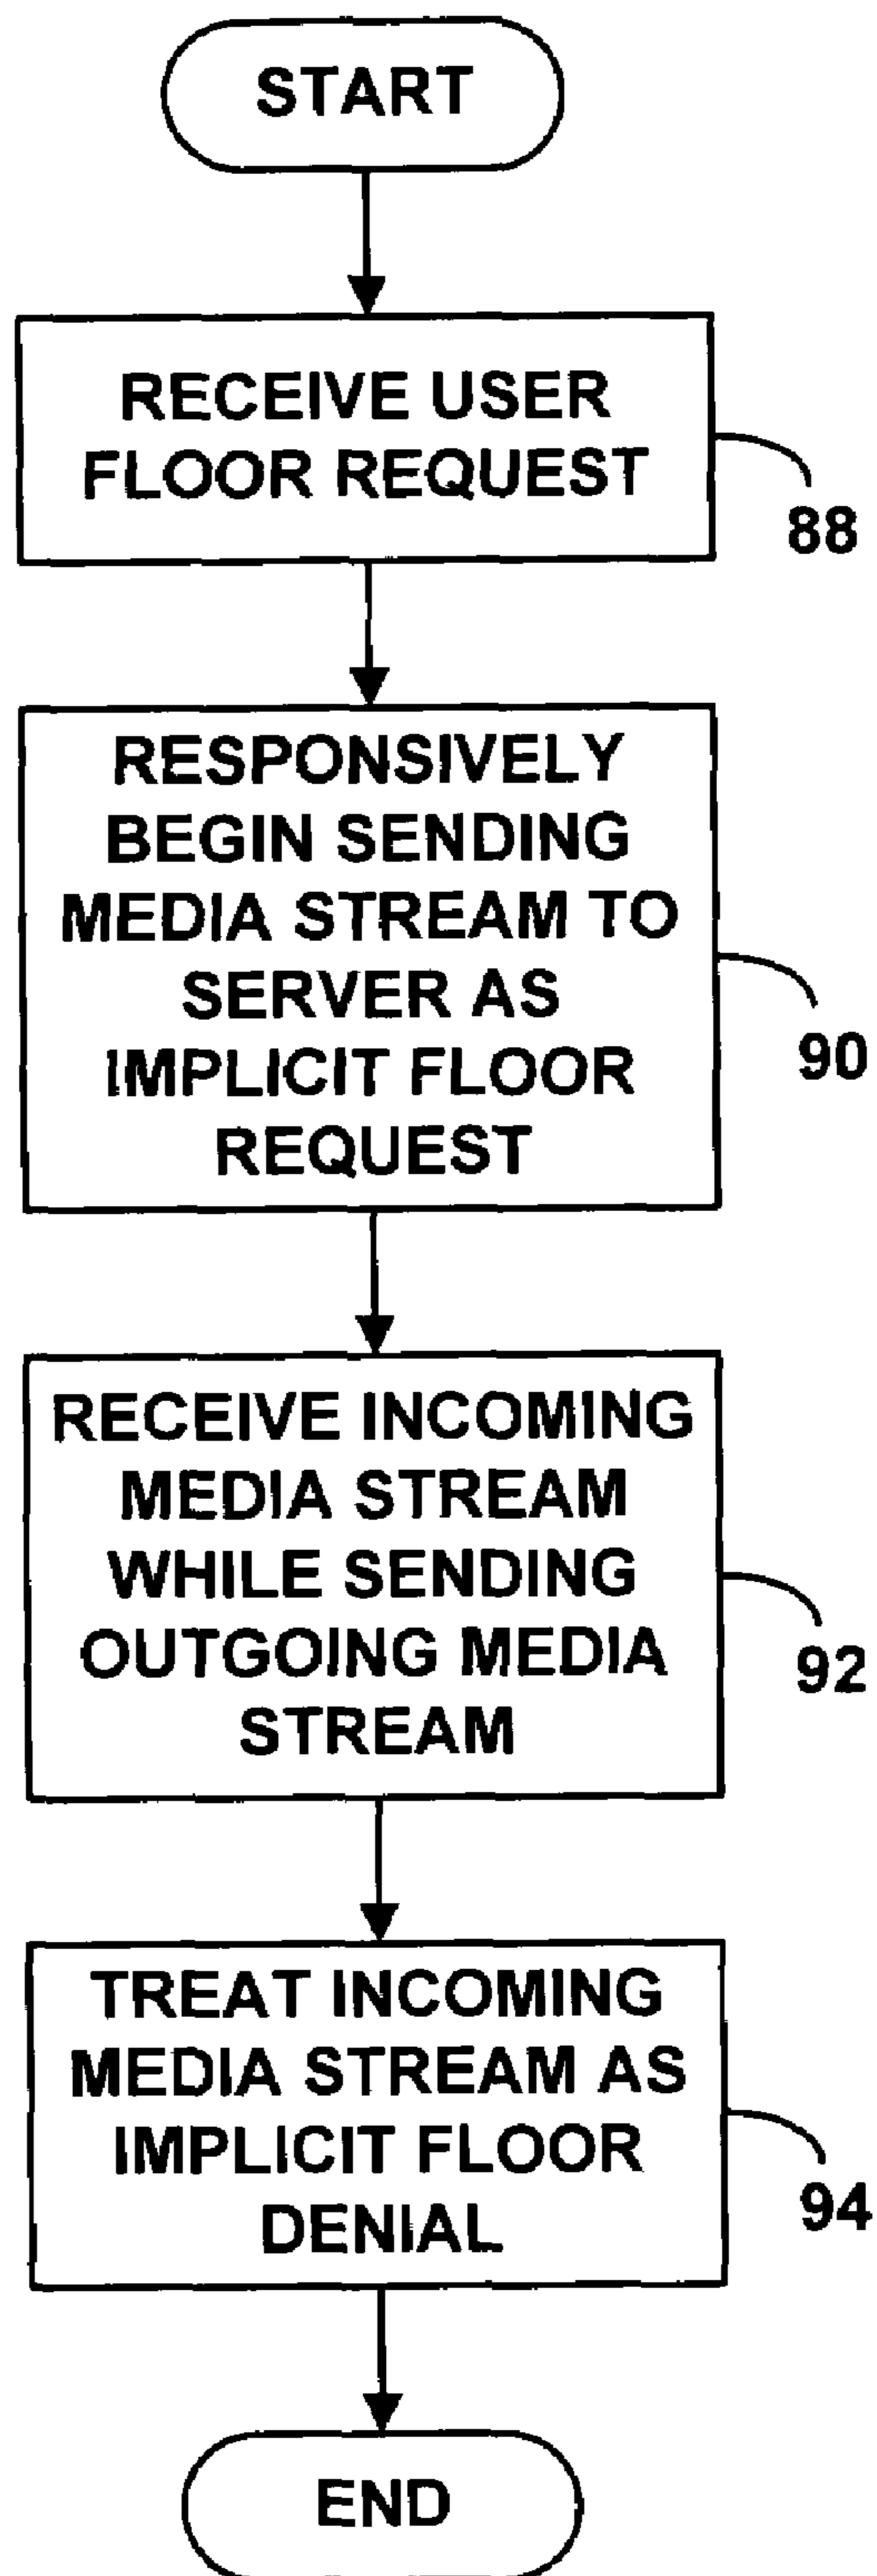 START
RECEIVE USER
FLOOR REQUEST
88
RESPONSIVELY
BEGIN SENDING
MEDIA STREAM TO
SERVER AS
IMPLICIT FLOOR
REQUEST
90
RECEIVE INCOMING
MEDIA STREAM
WHILE SENDING
OUTGOING MEDIA
STREAM
92
TREAT INCOMING
MEDIA STREAM AS
IMPLICIT FLOOR
DENIAL
94
END